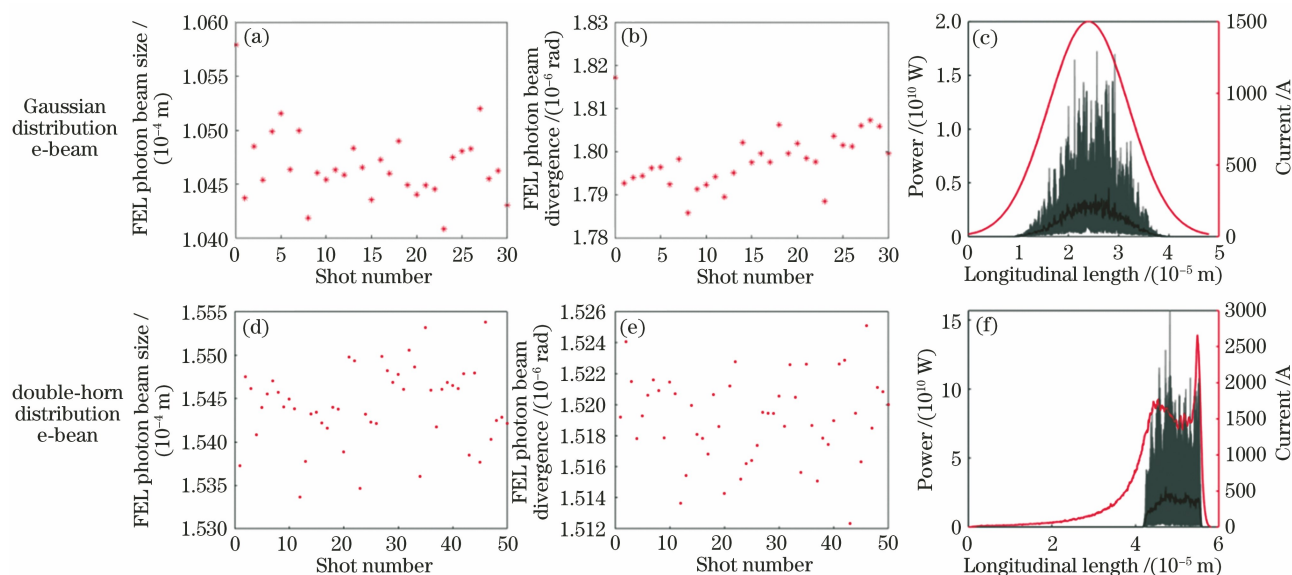 Gaussian
distribution
e-beam
(a)
FEL photon beam size /
(10⁻⁴ m)
1.060
1.055
1.050
1.045
1.040
0 5 10 15 20 25 30
Shot number
(b)
FEL photon beam
divergence /(10⁻⁶ rad)
1.83
1.82
1.81
1.80
1.79
1.78
0 5 10 15 20 25 30
Shot number
(c)
Power /(10¹⁰ W)
2.0
1.5
1.0
0.5
0
1500
1000
500
0
Current /A
0 1 2 3 4 5
Longitudinal length /(10⁻⁵ m)
double-horn
distribution
e-bean
(d)
FEL photon beam size /
(10⁻⁴ m)
1.555
1.550
1.545
1.540
1.535
1.530
0 10 20 30 40 50
Shot number
(e)
FEL photon beam
divergence /(10⁻⁶ rad)
1.526
1.524
1.522
1.520
1.518
1.516
1.514
1.512
0 10 20 30 40 50
Shot number
(f)
Power /(10¹⁰ W)
15
10
5
0
3000
2500
2000
1500
1000
500
0
Current /A
0 2 4 6
Longitudinal length /(10⁻⁵ m)